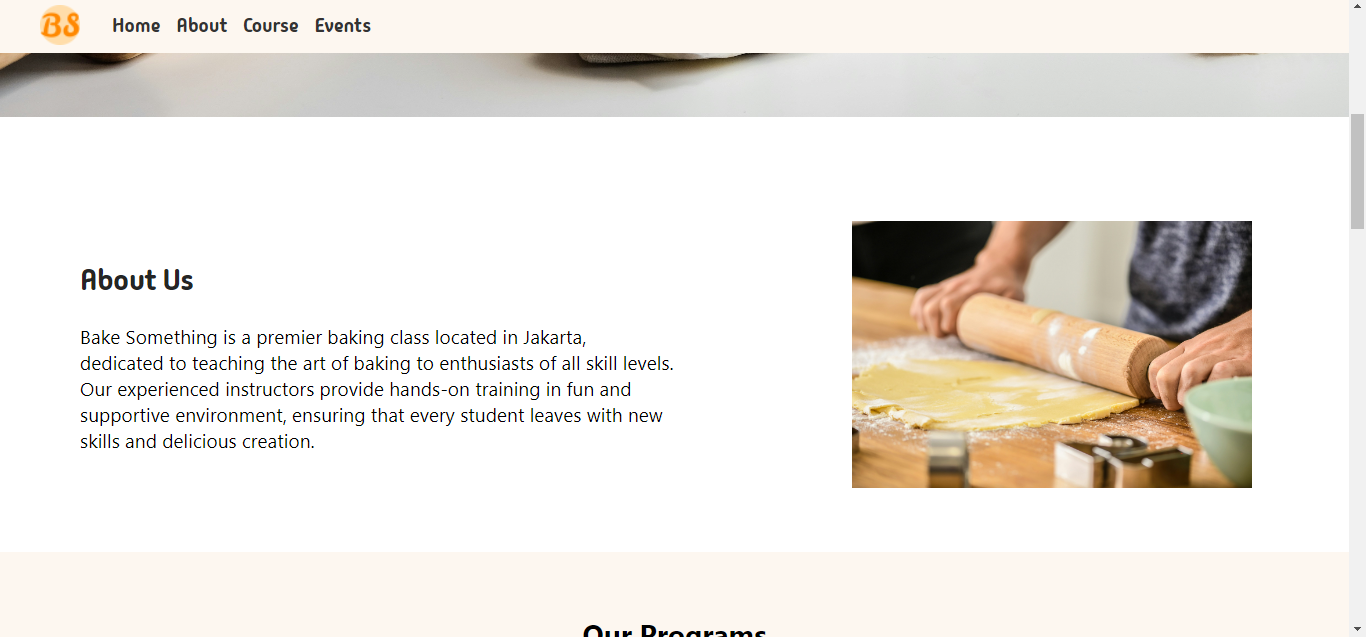 BS Home About Course Events
About Us
Bake Something is a premier baking class located in Jakarta,
dedicated to teaching the art of baking to enthusiasts of all skill levels.
Our experienced instructors provide hands-on training in fun and
supportive environment, ensuring that every student leaves with new
skills and delicious creation.
Our Programs